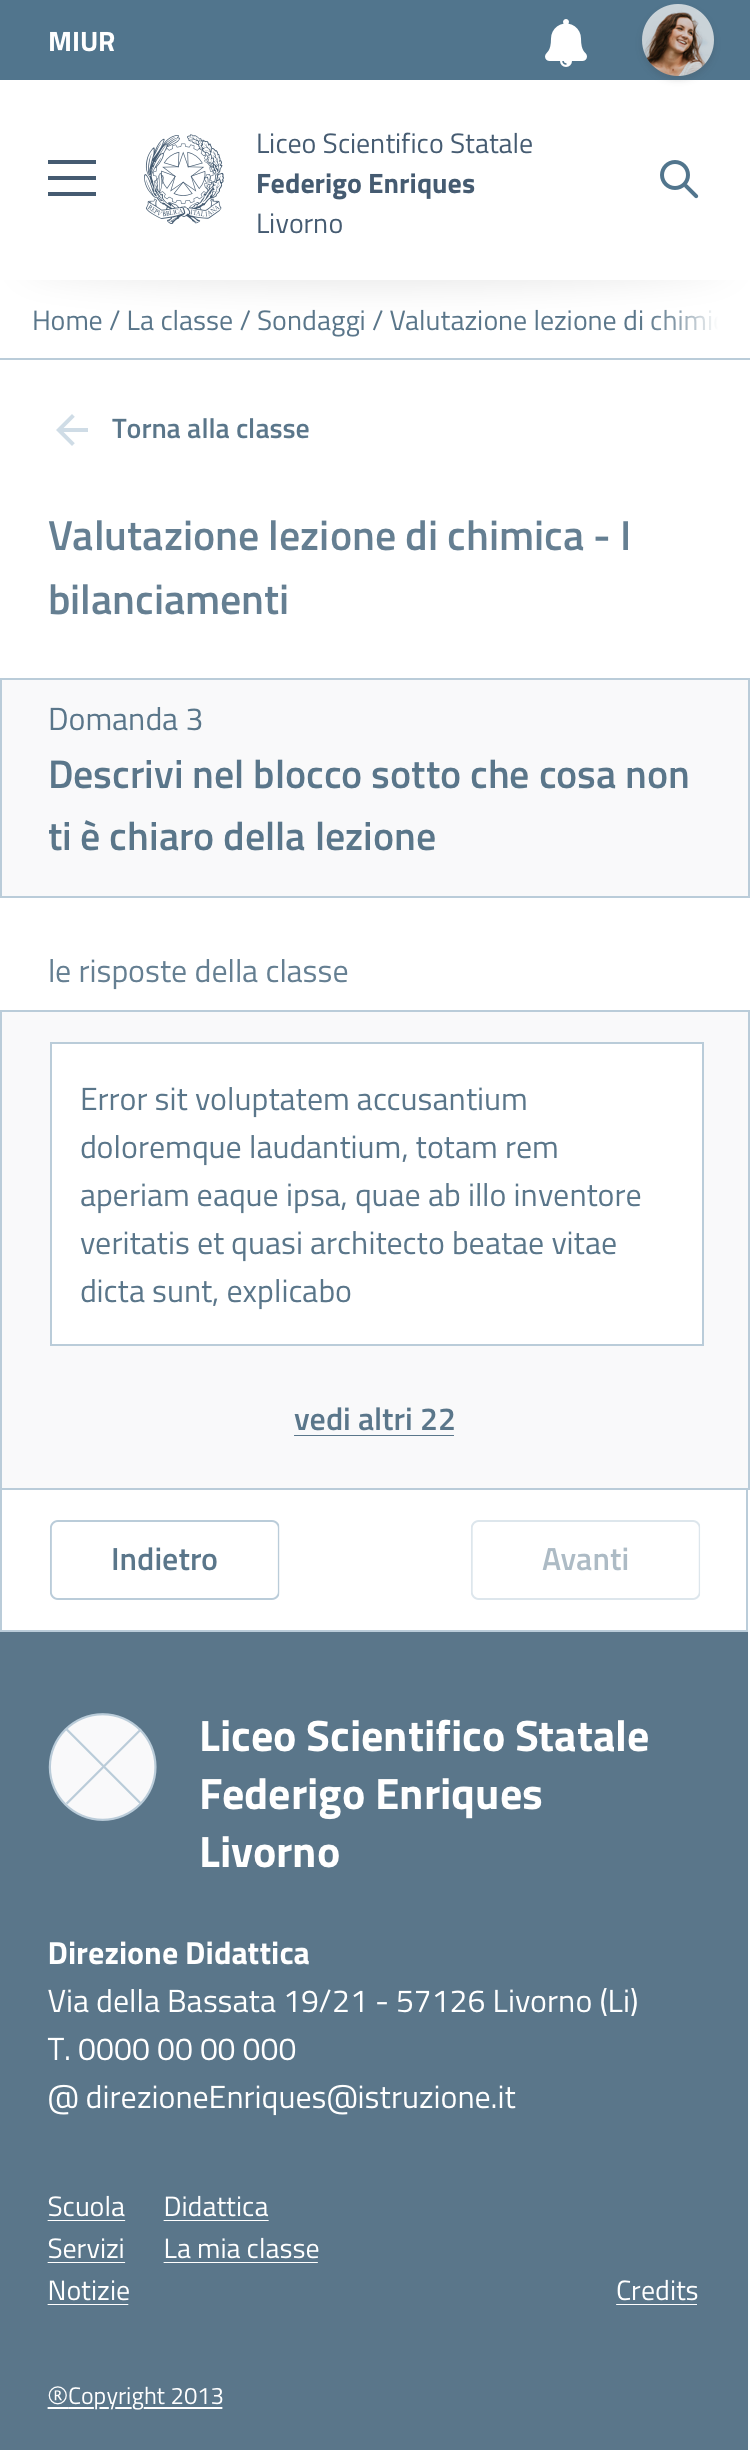 MIUR
Liceo Scientifico Statale
Federigo Enriques
Livorno
REPVBBLICA ITALIANA
Home / La classe / Sondaggi / Valutazione lezione di chimi
Torna alla classe
Valutazione lezione di chimica - I
bilanciamenti
Domanda 3
Descrivi nel blocco sotto che cosa non
ti è chiaro della lezione
le risposte della classe
Error sit voluptatem accusantium
doloremque laudantium, totam rem
aperiam eaque ipsa, quae ab illo inventore
veritatis et quasi architecto beatae vitae
dicta sunt, explicabo
vedi altri 22
Indietro
Avanti
Liceo Scientifico Statale
Federigo Enriques
Livorno
Direzione Didattica
Via della Bassata 19/21 - 57126 Livorno (Li)
T. 0000 00 00 000
@ direzioneEnriques@istruzione.it
Scuola Didattica
Servizi La mia classe
Notizie Credits
®Copyright 2013